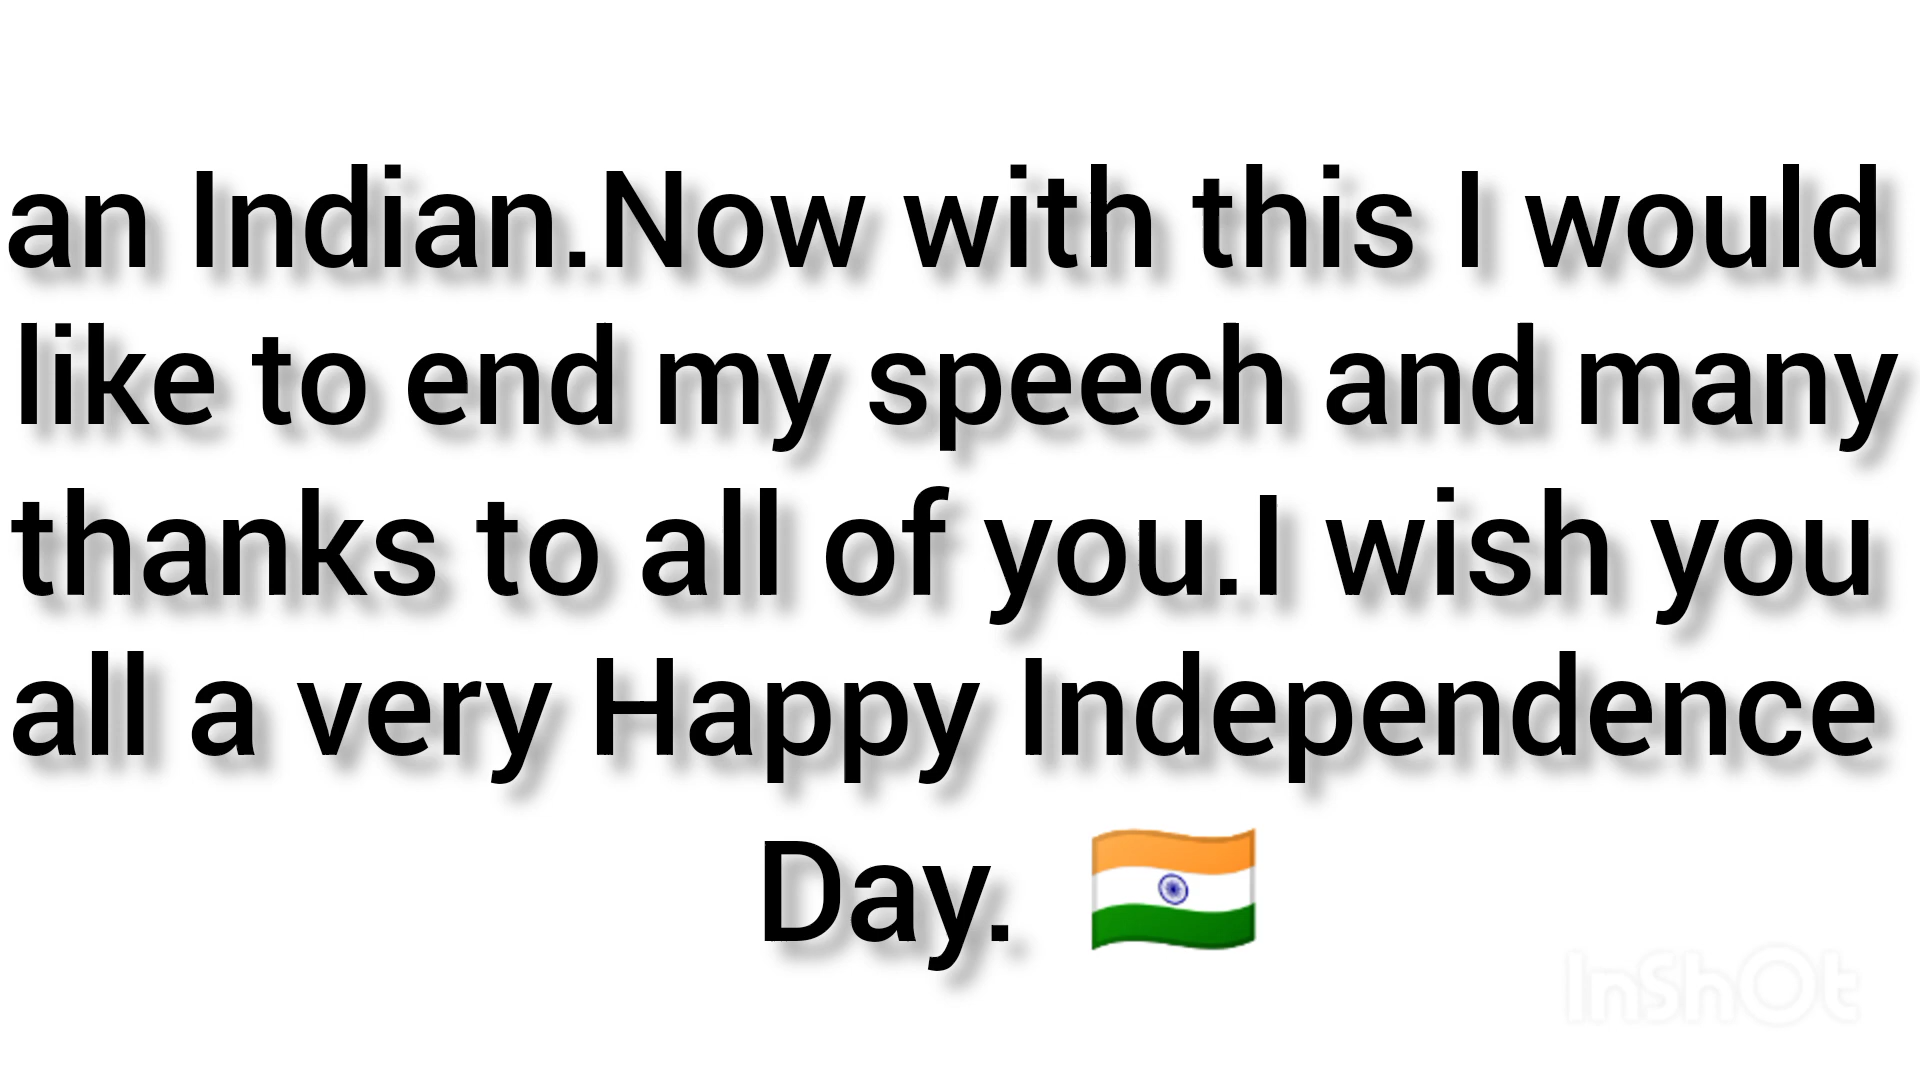 an Indian.Now with this I would
like to end my speech and many
thanks to all of you.I wish you
all a very Happy Independence
Day. 🇮🇳
InShOt